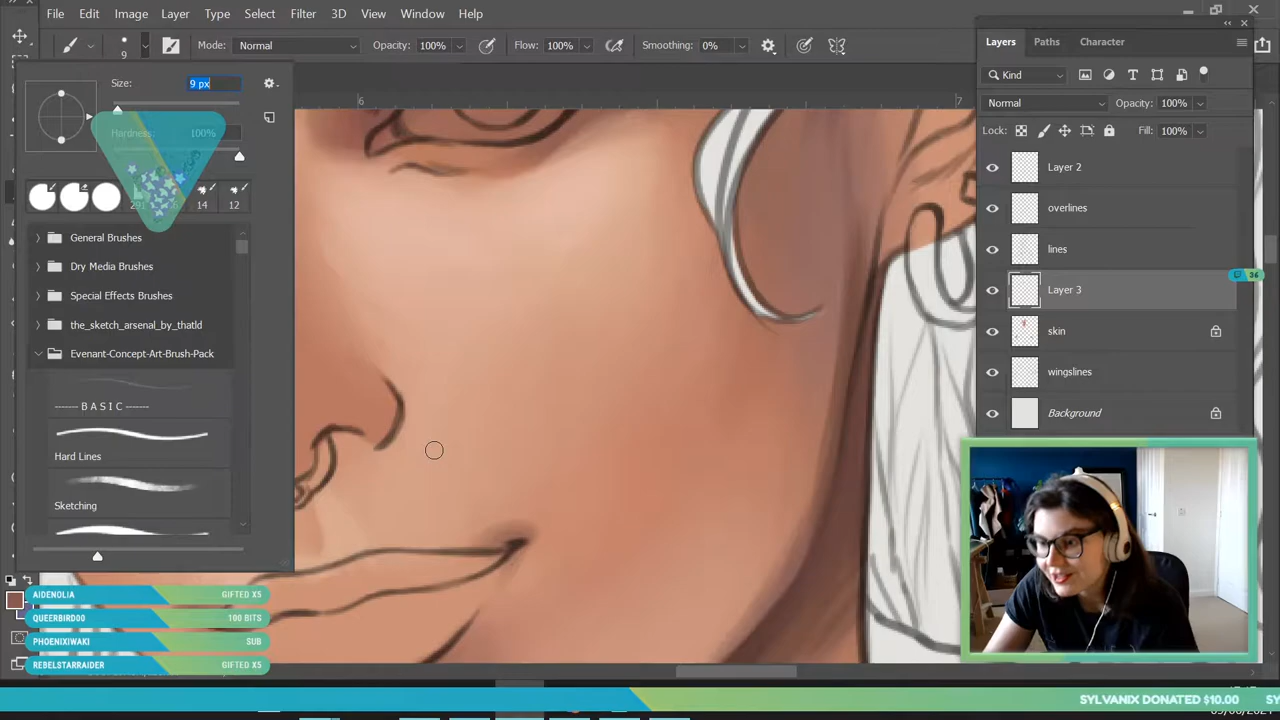 File Edit Image Layer Type Select Filter 3D View Window Help
9 Mode: Normal Opacity: 100% Flow: 100% Smoothing: 0%
Size: 9 px
Hardness: 100%
14 12
General Brushes
Dry Media Brushes
Special Effects Brushes
the_sketch_arsenal_by_thatld
Evenant-Concept-Art-Brush-Pack
------- B A S I C -------
Hard Lines
Sketching
6 7
Layers Paths Character
Kind
Normal Opacity: 100%
Lock: Fill: 100%
Layer 2
overlines
lines
Layer 3
36
skin
wingslines
Background
AIDENOLIA GIFTED X5
QUEERBIRD00 100 BITS
PHOENIXIWAKI SUB
REBELSTARRAIDER GIFTED X5
SYLVANIX DONATED $10.00 SY